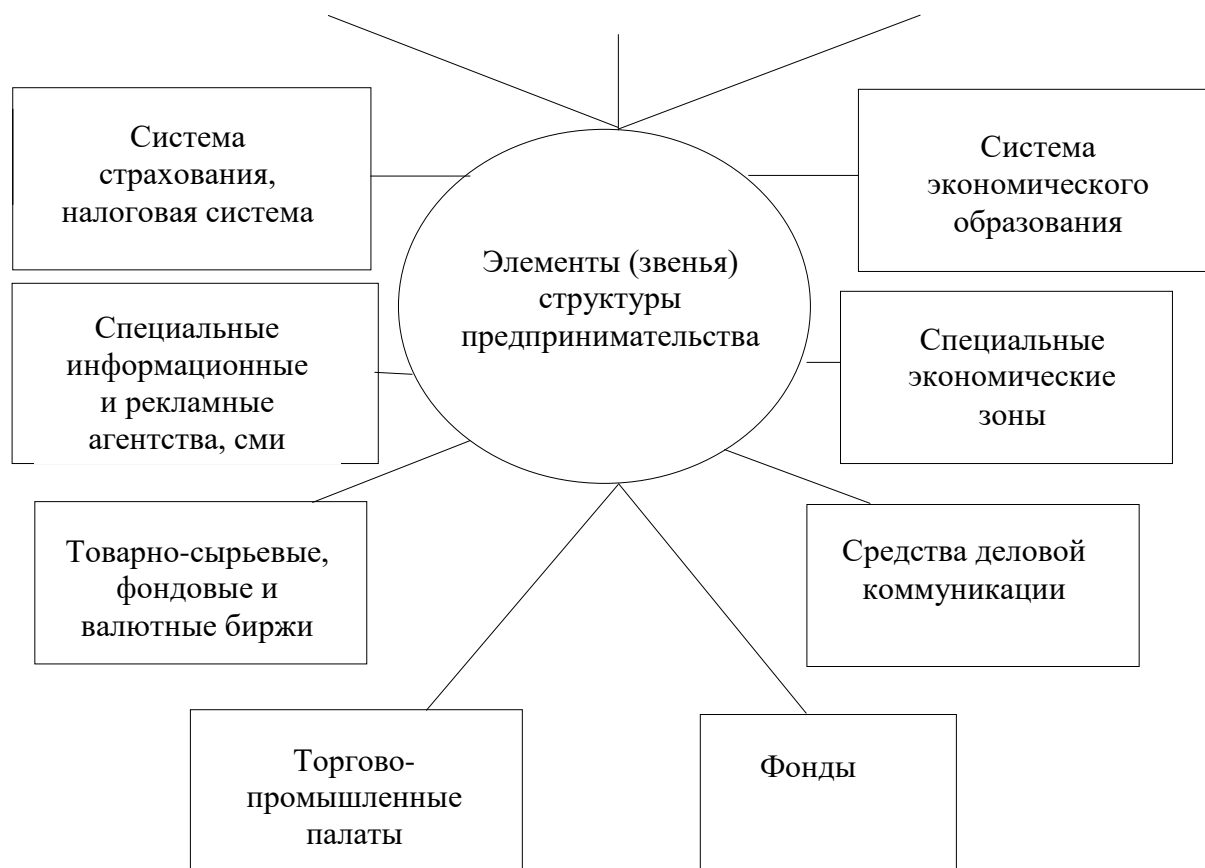 Система
страхования,
налоговая система
Система
экономического
образования
Элементы (звенья)
структуры
предпринимательства
Специальные
информационные
и рекламные
агентства, сми
Специальные
экономические
зоны
Товарно-сырьевые,
фондовые и
валютные биржи
Средства деловой
коммуникации
Торгово-
промышленные
палаты
Фонды